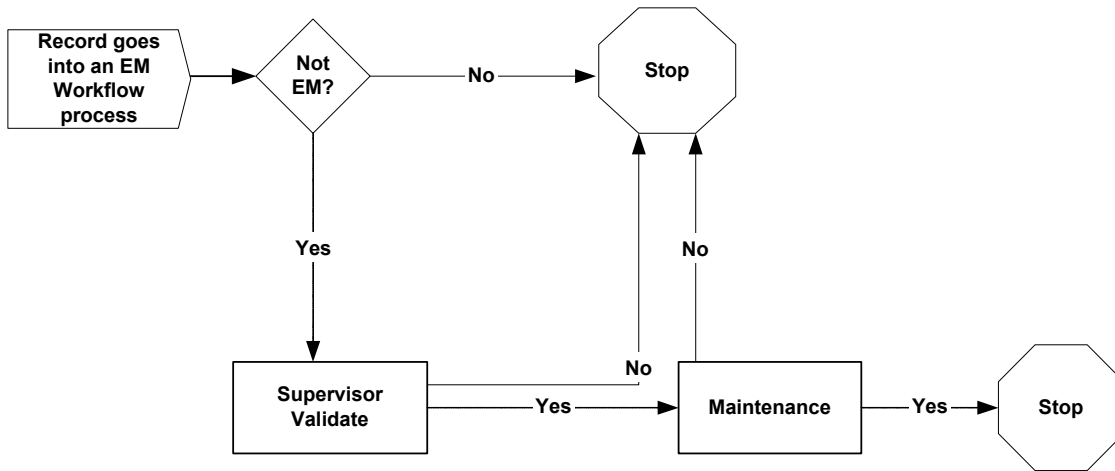 Record goes
into an EM
Workflow
process
Not
EM?
No
Stop
Yes
No
No
Supervisor
Validate
Yes
Maintenance
Yes
Stop